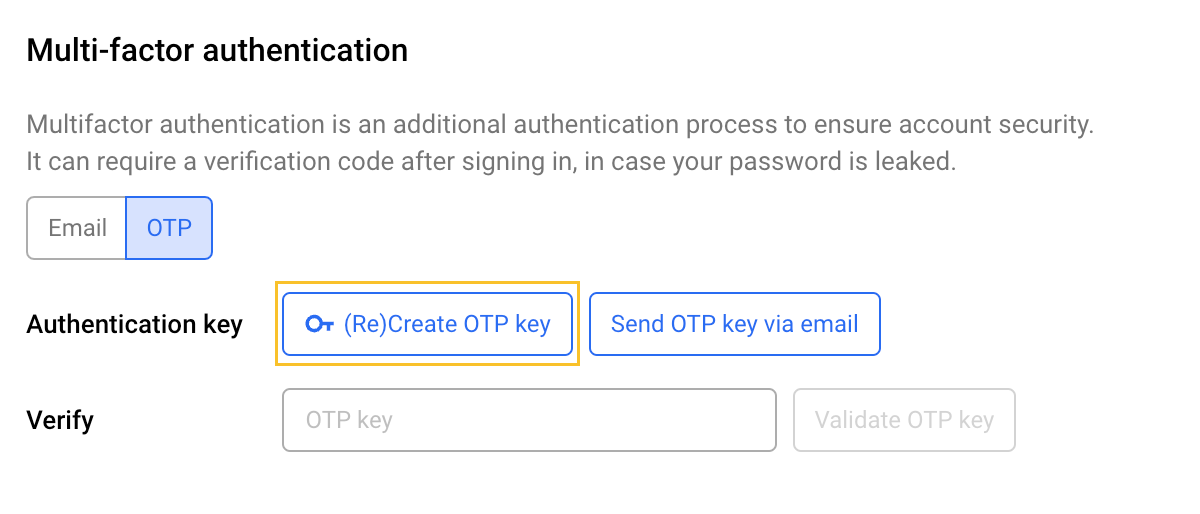 Multi-factor authentication
Multifactor authentication is an additional authentication process to ensure account security.
It can require a verification code after signing in, in case your password is leaked.
Email OTP
Authentication key (Re)Create OTP key Send OTP key via email
Verify OTP key Validate OTP key